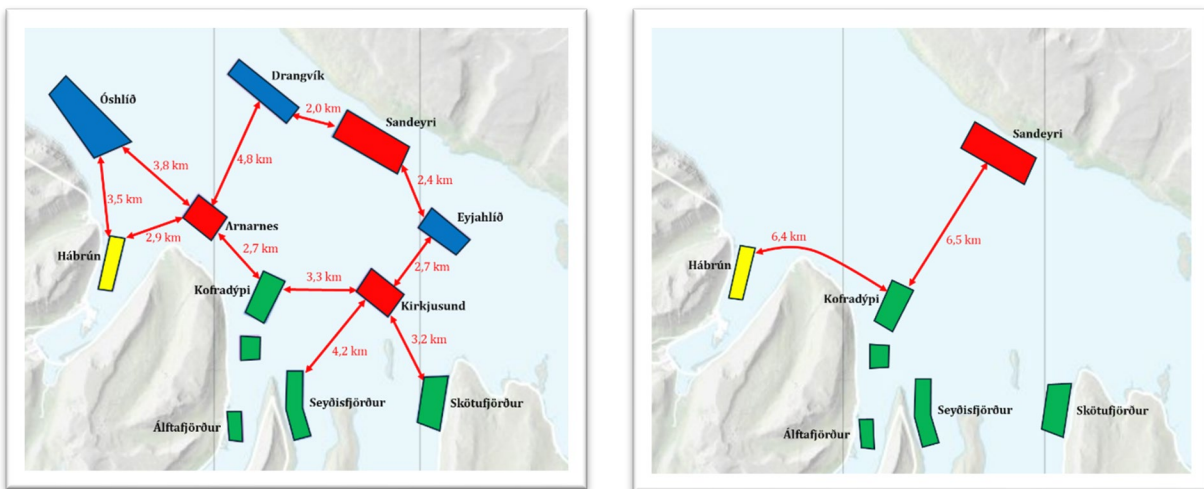 Drangvík
2,0 km
Óshlíð
Sandeyri
3,8 km
4,8 km
2,4 km
3,5 km
Arnarnes
Eyjahlíð
2,9 km
2,7 km
Hábrún
2,7 km
Kofradýpi
3,3 km
Kirkjusund
4,2 km
3,2 km
Seyðisfjörður
Skötufjörður
Álftafjörður
Sandeyri
6,4 km
6,5 km
Hábrún
Kofradýpi
Seyðisfjörður
Skötufjörður
Álftafjörður